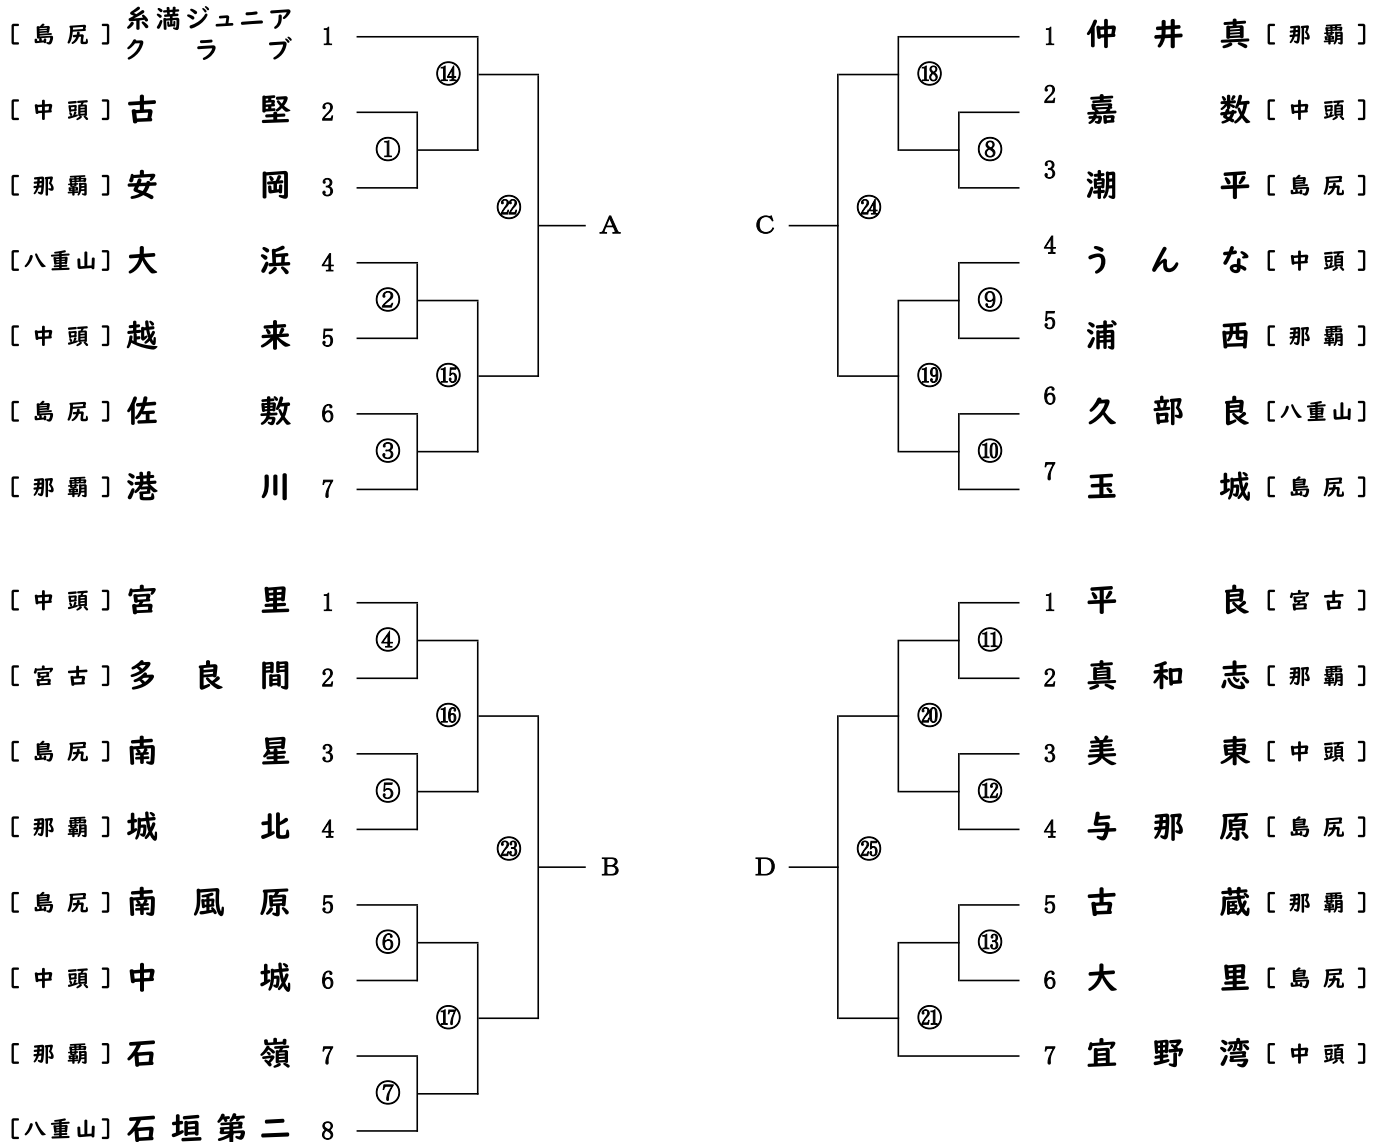 [島尻] 糸満ジュニアクラブ 1
[中頭] 古堅 2
[那覇] 安岡 3
[八重山] 大浜 4
[中頭] 越来 5
[島尻] 佐敷 6
[那覇] 港川 7
⑭
①
㉒
②
⑮
③
A
[中頭] 宮里 1
[宮古] 多良間 2
[島尻] 南星 3
[那覇] 城北 4
[島尻] 南風原 5
[中頭] 中城 6
[那覇] 石嶺 7
[八重山] 石垣第二 8
④
⑯
⑤
㉓
⑥
⑰
⑦
B
1 仲井真 [那覇]
2 嘉数 [中頭]
3 潮平 [島尻]
4 うんな [中頭]
5 浦西 [那覇]
6 久部良 [八重山]
7 玉城 [島尻]
⑱
⑧
㉔
⑨
⑲
⑩
C
1 平良 [宮古]
2 真和志 [那覇]
3 美東 [中頭]
4 与那原 [島尻]
5 古蔵 [那覇]
6 大里 [島尻]
7 宜野湾 [中頭]
⑪
⑳
⑫
㉕
⑬
㉑
D